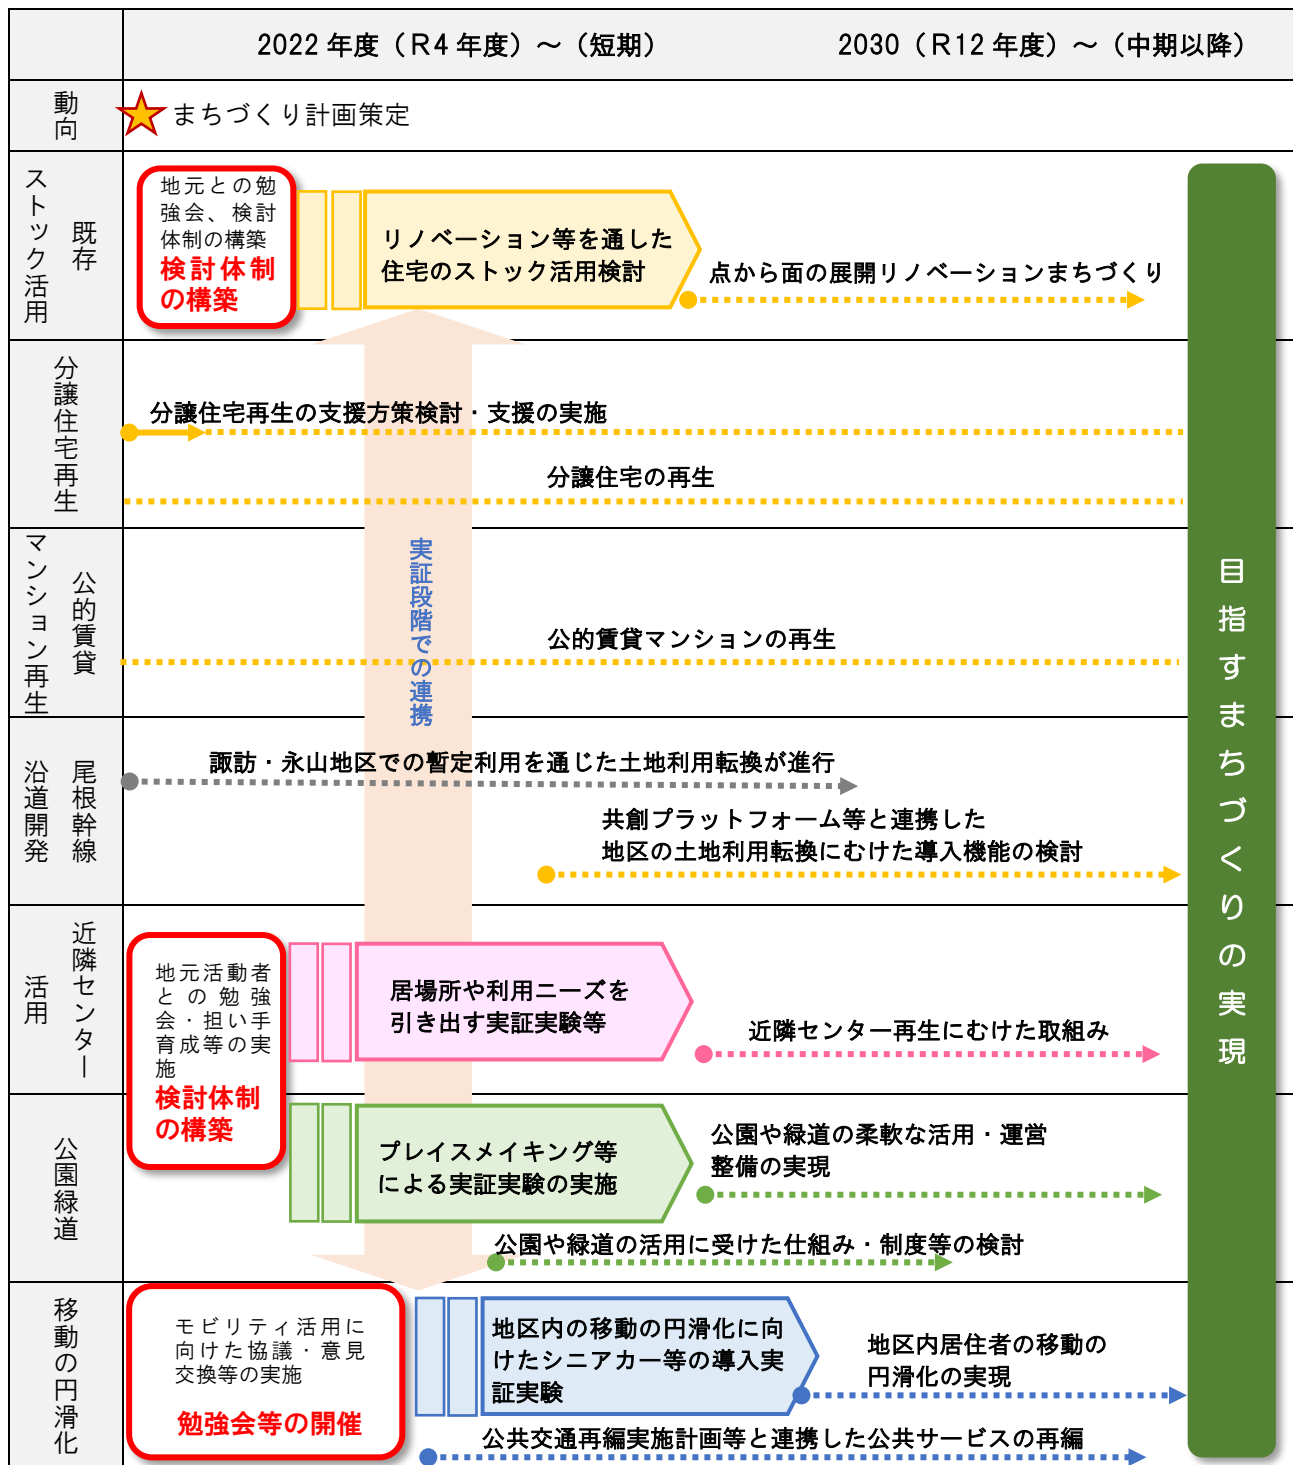 2022 年度（R4 年度）～（短期）
2030（R12 年度）～（中期以降）
動向
まちづくり計画策定
既存
ストック活用
地元との勉
強会、検討
体制の構築
検討体制
の構築
リノベーション等を通した
住宅のストック活用検討
点から面の展開リノベーションまちづくり
分譲住宅再生
分譲住宅再生の支援方策検討・支援の実施
分譲住宅の再生
公的賃貸
マンション再生
実証段階での連携
公的賃貸マンションの再生
尾根幹線
沿道開発
諏訪・永山地区での暫定利用を通じた土地利用転換が進行
共創プラットフォーム等と連携した
地区の土地利用転換にむけた導入機能の検討
近隣センター
活用
地元活動者
との勉強
会・担い手
育成等の実
施
検討体制
の構築
居場所や利用ニーズを
引き出す実証実験等
近隣センター再生にむけた取組み
公園緑道
プレイスメイキング等
による実証実験の実施
公園や緑道の柔軟な活用・運営
整備の実現
公園や緑道の活用に受けた仕組み・制度等の検討
移動の円滑化
モビリティ活用に
向けた協議・意見
交換等の実施
勉強会等の開催
地区内の移動の円滑化に向
けたシニアカー等の導入実
証実験
地区内居住者の移動の
円滑化の実現
公共交通再編実施計画等と連携した公共サービスの再編
目指すまちづくりの実現